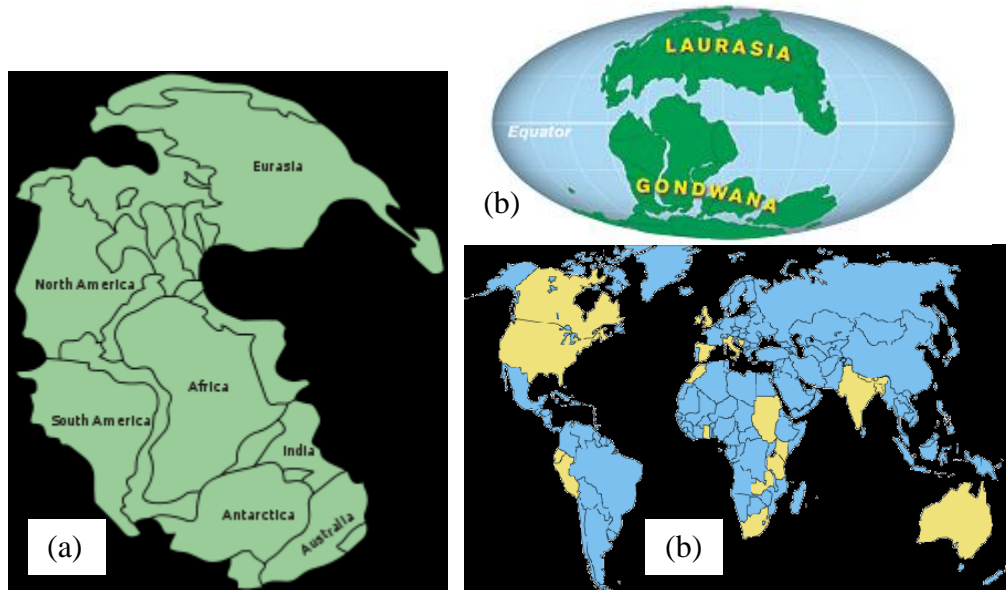 Eurasia
North America
Africa
South America
India
Antarctica
Australia
(a)
LAURASIA
Equator
GONDWANA
(b)
(b)